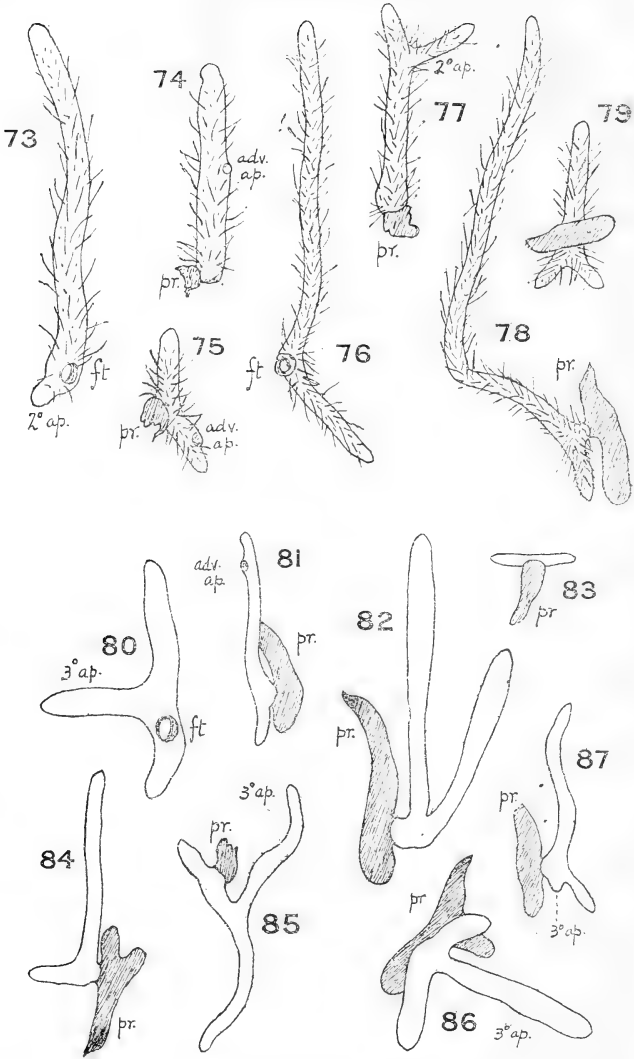 73
2° ap.
ft
74
adv.
ap.
pr.
75
pr.
adv.
ap.
76
ft
77
2° ap.
pr.
78
pr.
79
80
3° ap.
ft
81
adv.
ap.
pr.
82
pr.
83
pr
84
pr.
85
3° ap.
pr.
86
pr
3° ap.
87
pr.
3° ap.